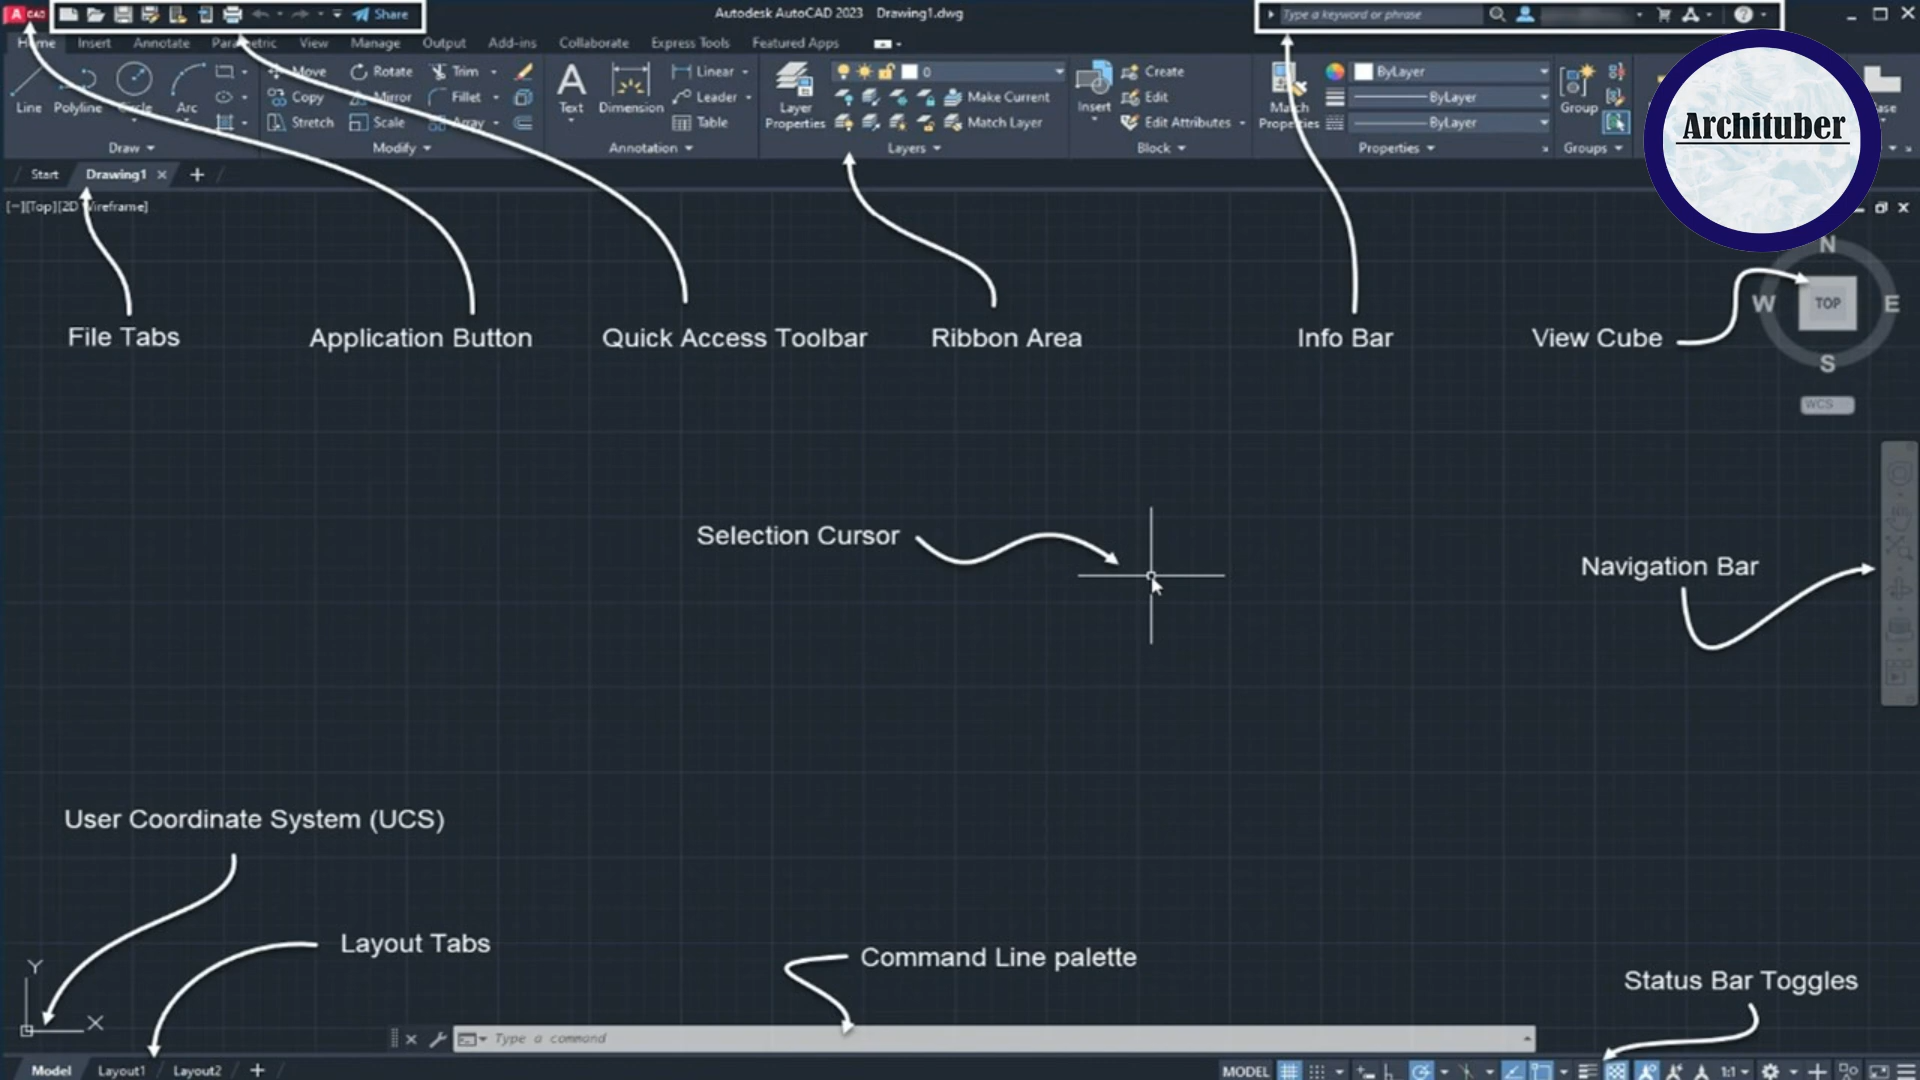 A CAD
Share
Autodesk AutoCAD 2023 Drawing1.dwg
Type a keyword or phrase
Home Insert Annotate Parametric View Manage Output Add-ins Collaborate Express Tools Featured Apps
Line
Polyline
Circle
Arc
Draw
Move
Copy
Stretch
Rotate
Mirror
Scale
Trim
Fillet
Array
Modify
Text
Dimension
Linear
Leader
Table
Annotation
Layer
Properties
0
Make Current
Match Layer
Layers
Insert
Create
Edit
Edit Attributes
Block
Match
Properties
ByLayer
ByLayer
ByLayer
Properties
Group
Groups
Archituber
Start Drawing1
[−][Top][2D Wireframe]
File Tabs
Application Button
Quick Access Toolbar
Ribbon Area
Info Bar
View Cube
N
W
TOP
E
S
WCS
Selection Cursor
Navigation Bar
User Coordinate System (UCS)
Layout Tabs
Command Line palette
Status Bar Toggles
Y
X
Type a command
Model Layout1 Layout2 +
MODEL
1:1